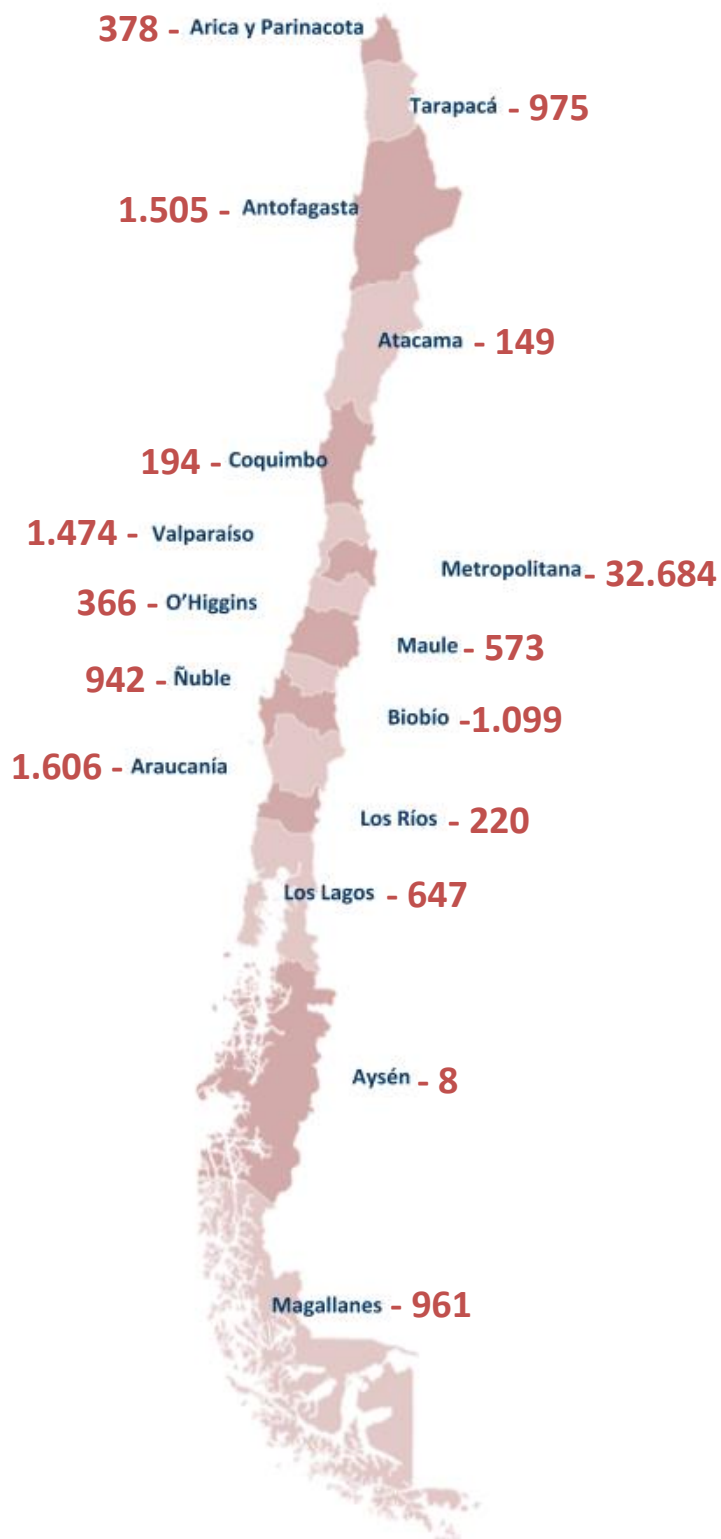 378 - Arica y Parinacota
Tarapacá - 975
1.505 - Antofagasta
Atacama - 149
194 - Coquimbo
1.474 - Valparaíso
Metropolitana - 32.684
366 - O’Higgins
Maule - 573
942 - Ñuble
Biobío -1.099
1.606 - Araucanía
Los Ríos - 220
Los Lagos - 647
Aysén - 8
Magallanes - 961